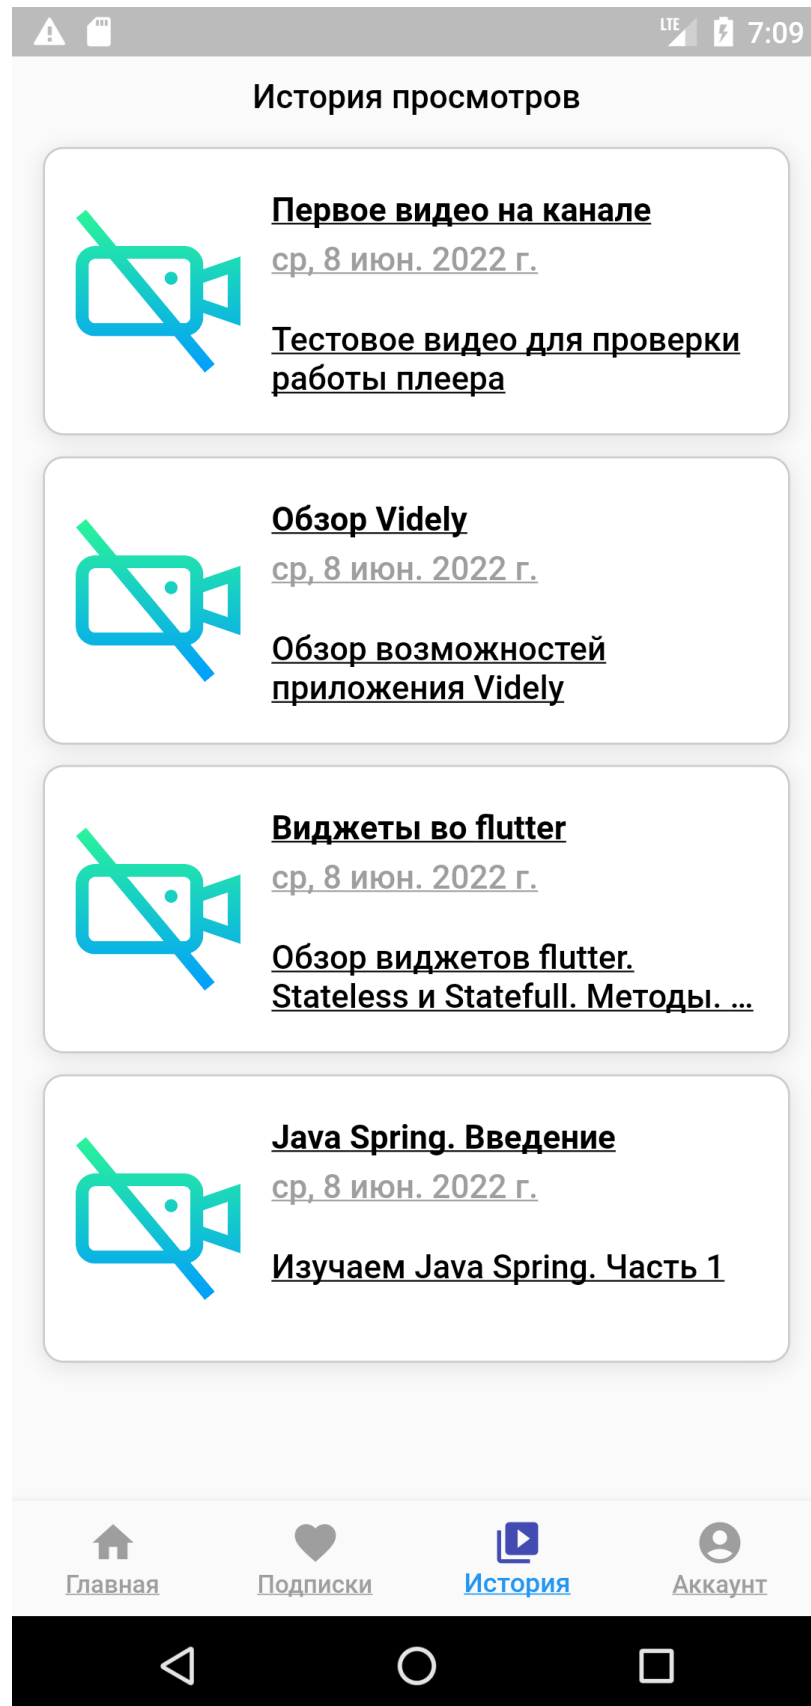 LTE 7:09
История просмотров
Первое видео на канале
ср, 8 июн. 2022 г.
Тестовое видео для проверки
работы плеера
Обзор Videly
ср, 8 июн. 2022 г.
Обзор возможностей
приложения Videly
Виджеты во flutter
ср, 8 июн. 2022 г.
Обзор виджетов flutter.
Stateless и Statefull. Методы. ...
Java Spring. Введение
ср, 8 июн. 2022 г.
Изучаем Java Spring. Часть 1
Главная Подписки История Аккаунт